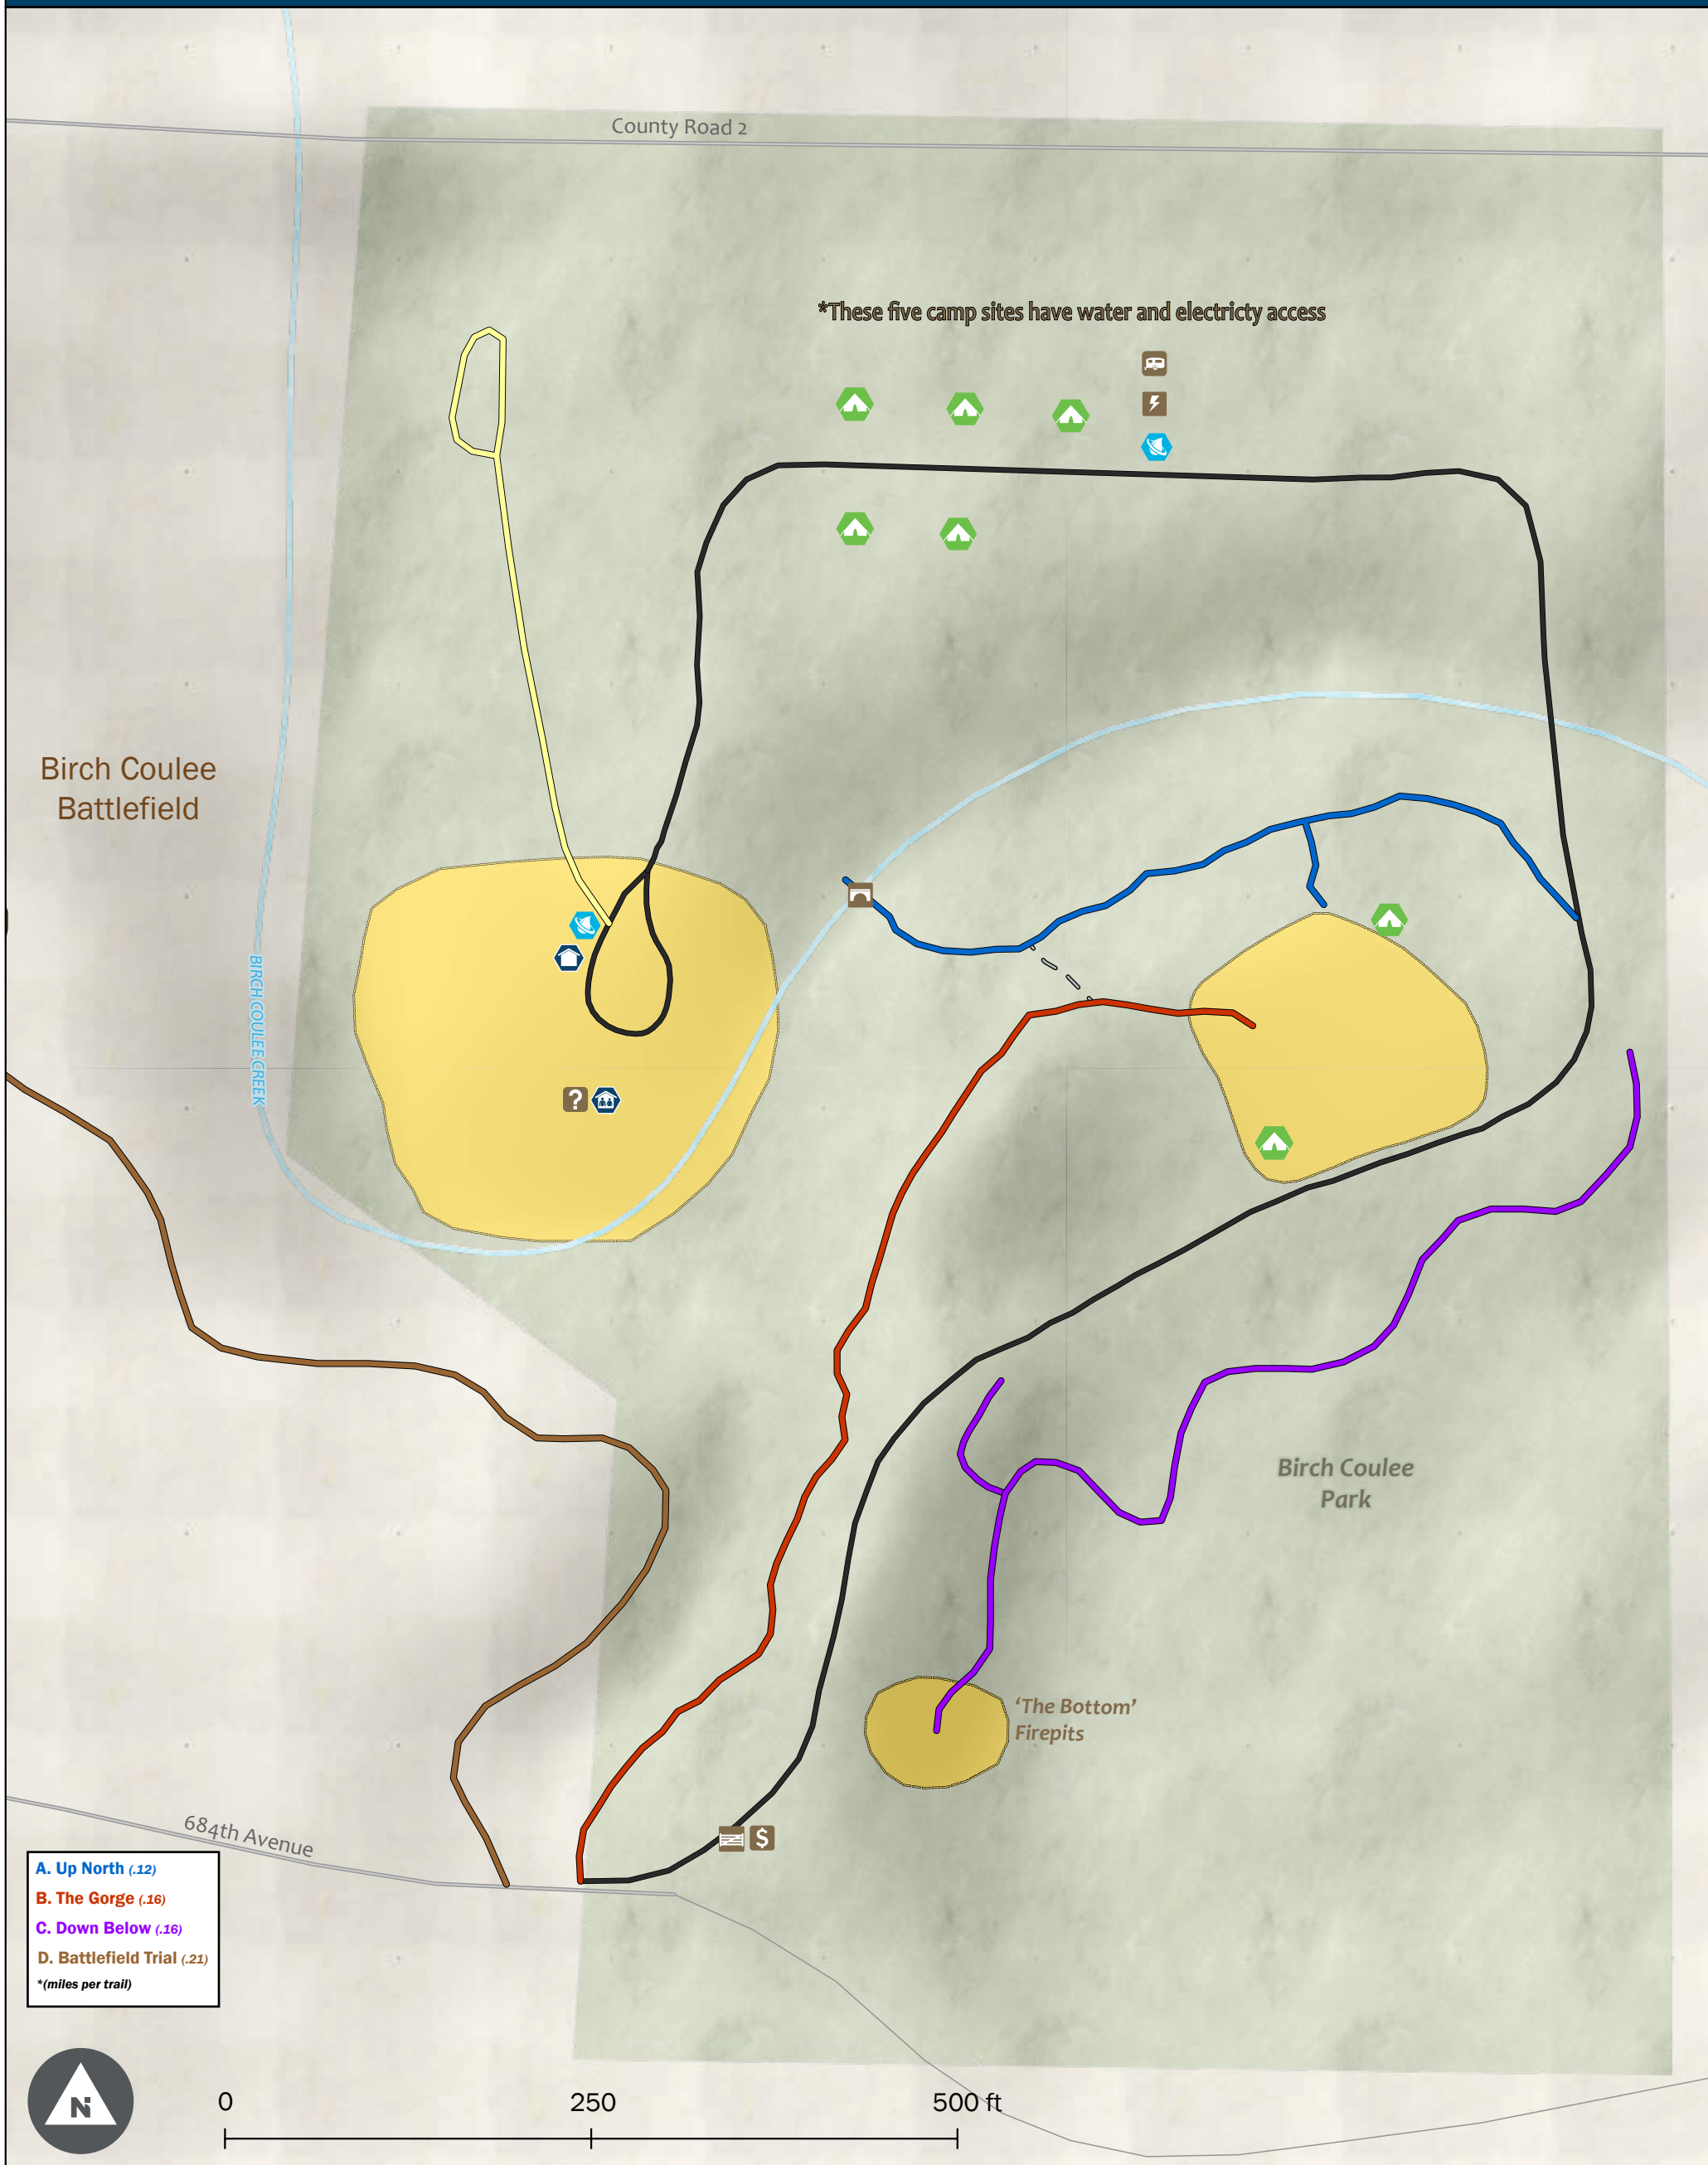 County Road 2
*These five camp sites have water and electricty access
Birch Coulee
Battlefield
BIRCH COULEE CREEK
?
Birch Coulee
Park
‘The Bottom’
Firepits
$
684th Avenue
A. Up North (.12)
B. The Gorge (.16)
C. Down Below (.16)
D. Battlefield Trial (.21)
*(miles per trail)
N
0 250 500 ft